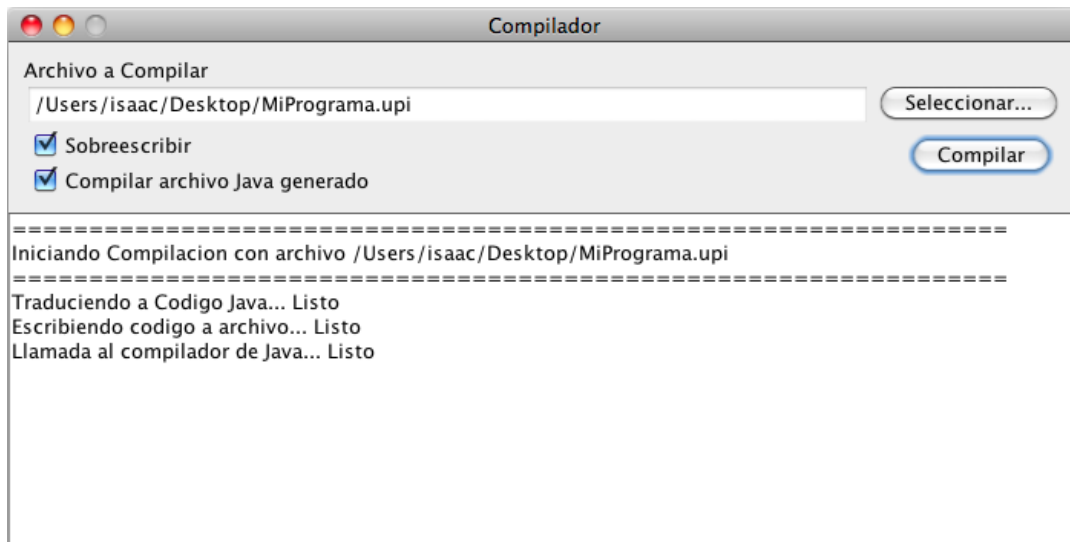 Compilador
Archivo a Compilar
/Users/isaac/Desktop/MiPrograma.upi
Seleccionar...
Sobreescribir
Compilar
Compilar archivo Java generado
=================================================================
Iniciando Compilacion con archivo /Users/isaac/Desktop/MiPrograma.upi
=================================================================
Traduciendo a Codigo Java... Listo
Escribiendo codigo a archivo... Listo
Llamada al compilador de Java... Listo